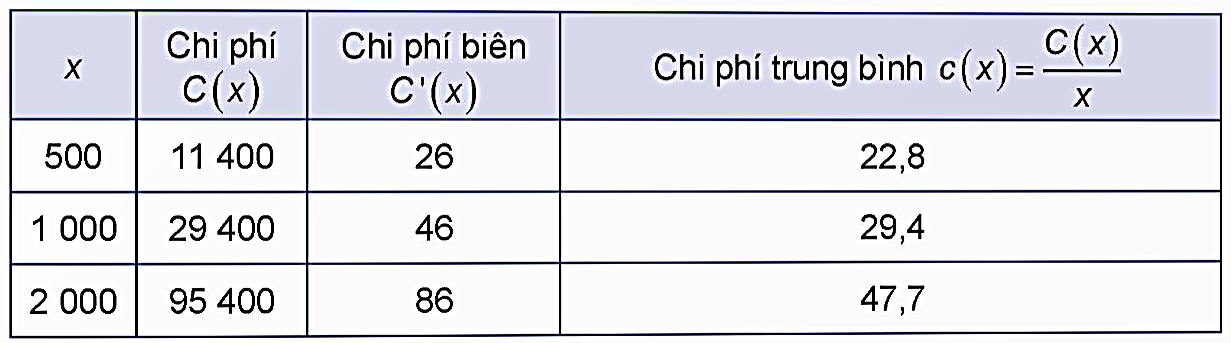 x | Chi phí C(x) | Chi phí biên C'(x) | Chi phí trung bình c(x) = C(x)/x
500 | 11 400 | 26 | 22,8
1 000 | 29 400 | 46 | 29,4
2 000 | 95 400 | 86 | 47,7